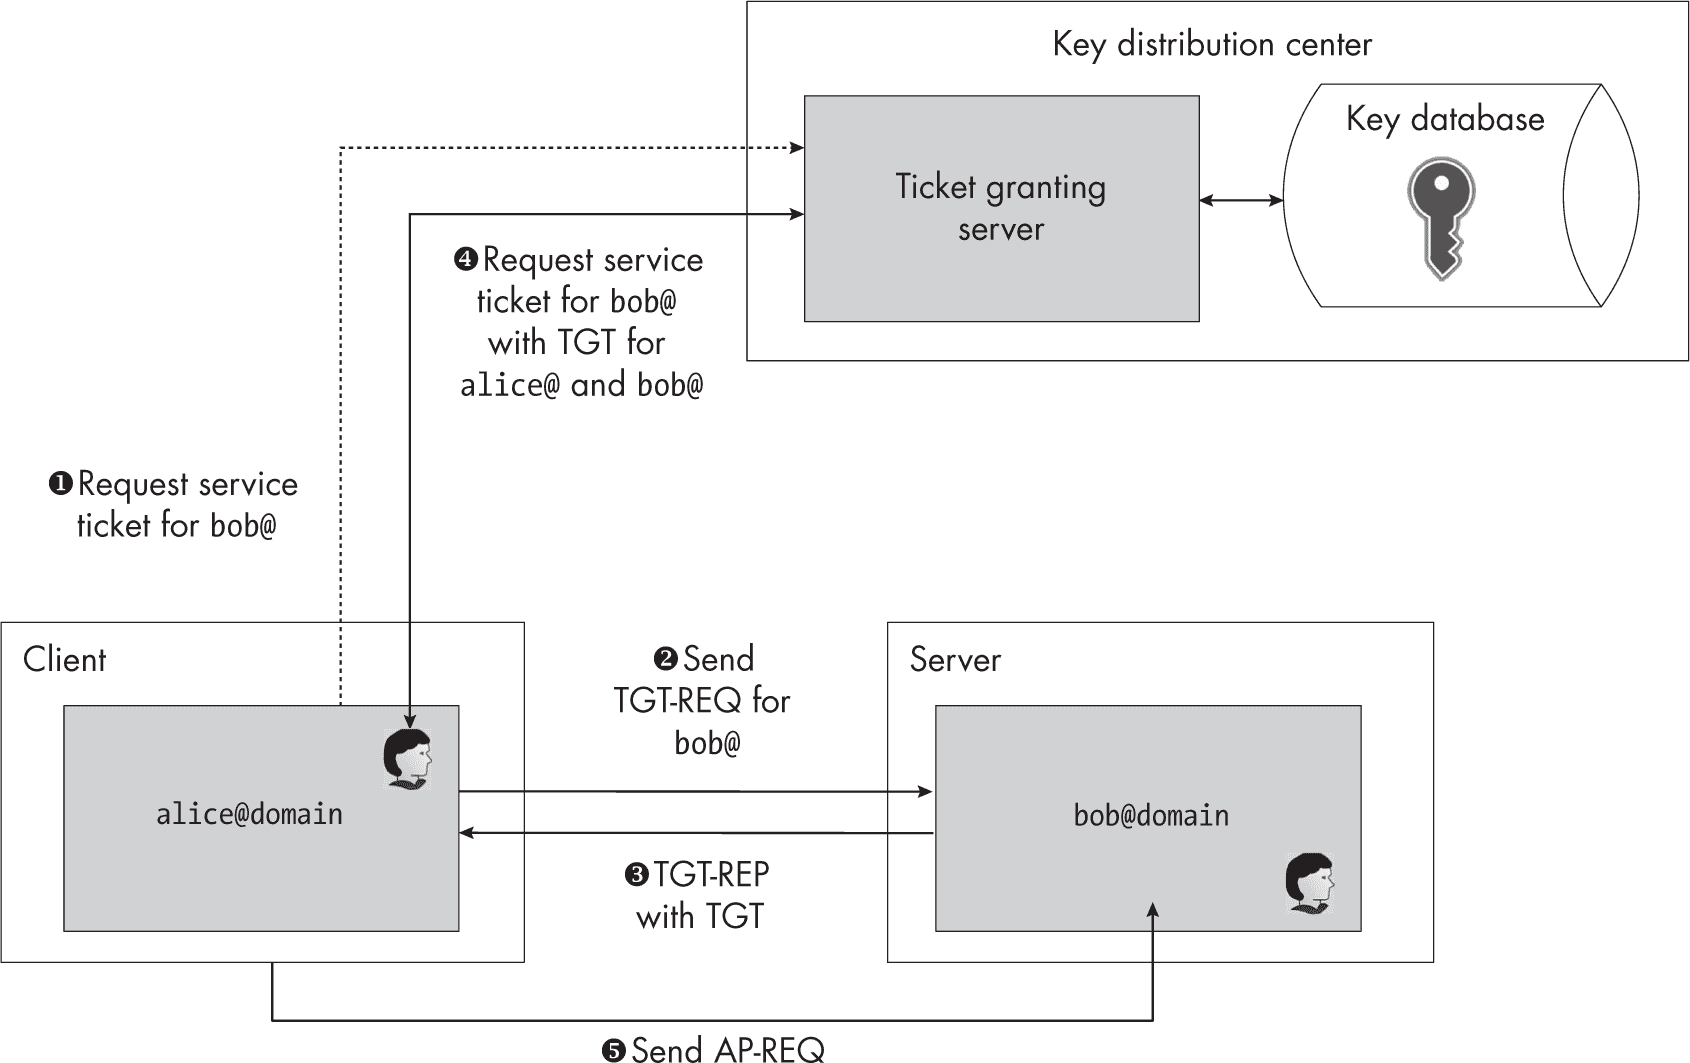 Key distribution center
Key database
Ticket granting
server
❹Request service
ticket for bob@
with TGT for
alice@ and bob@
❶Request service
ticket for bob@
Client
alice@domain
❷Send
TGT-REQ for
bob@
❸TGT-REP
with TGT
Server
bob@domain
❺Send AP-REQ